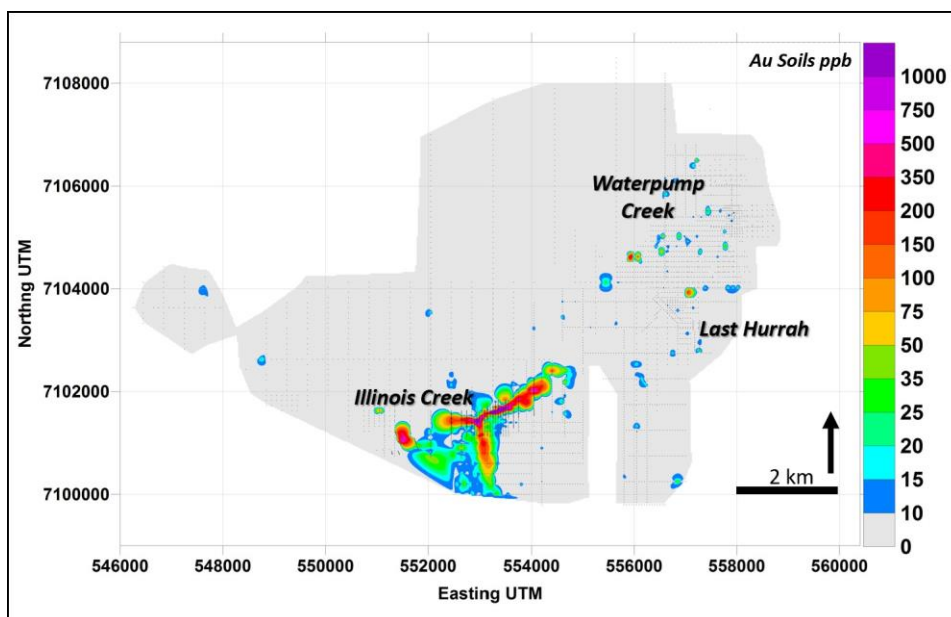 Au Soils ppb
7108000
7106000
7104000
7102000
7100000
Northng UTM
Waterpump
Creek
Last Hurrah
Illinois Creek
2 km
1000
750
500
350
200
150
100
75
50
35
25
20
15
10
0
546000 548000 550000 552000 554000 556000 558000 560000
Easting UTM